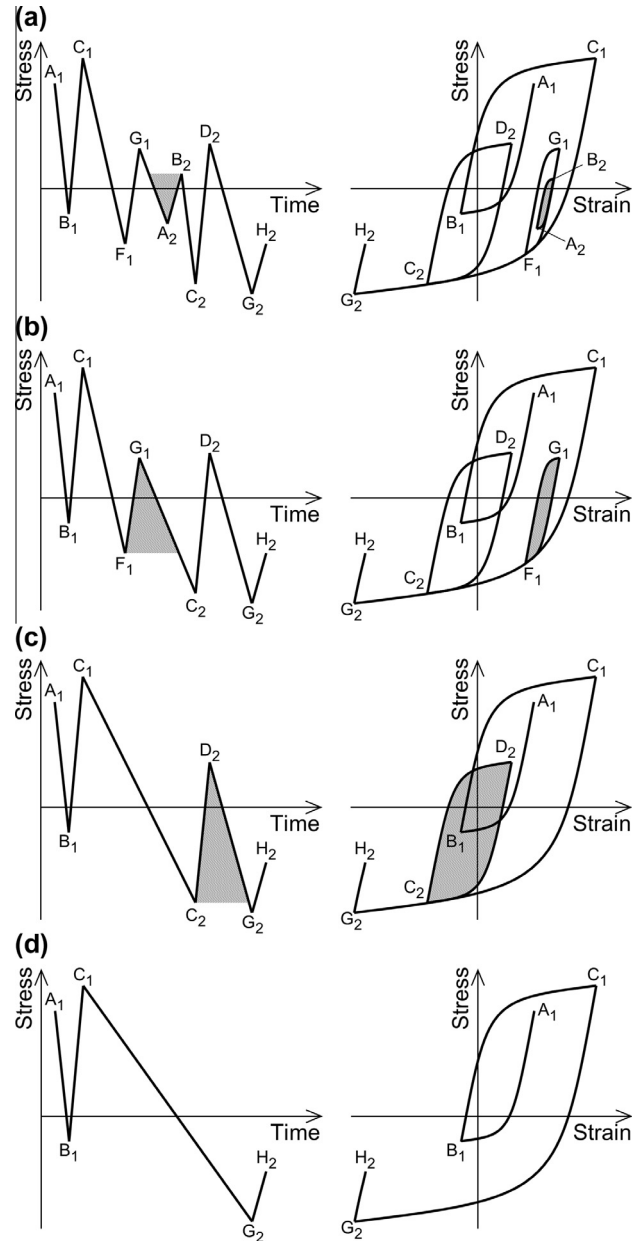 (a)
Stress
A1
C1
G1
D2
B2
Time
B1
F1
A2
H2
C2
G2
Stress
C1
A1
D2
G1
B2
B1
Strain
H2
A2
F1
C2
G2
(b)
Stress
C1
A1
D2
G1
Time
B1
H2
F1
C2
G2
Stress
C1
A1
D2
G1
B1
Strain
H2
F1
C2
G2
(c)
Stress
C1
A1
D2
Time
B1
H2
C2
G2
Stress
C1
A1
D2
Strain
B1
H2
C2
G2
(d)
Stress
C1
A1
Time
B1
H2
G2
Stress
C1
A1
Strain
B1
H2
G2